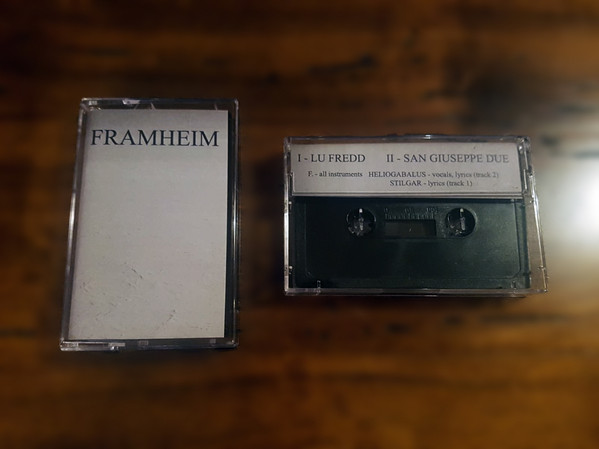 FRAMHEIM
I - LU FREDD II - SAN GIUSEPPE DUE
F. - all instruments HELIOGABALUS - vocals, lyrics (track 2)
STILGAR - lyrics (track 1)